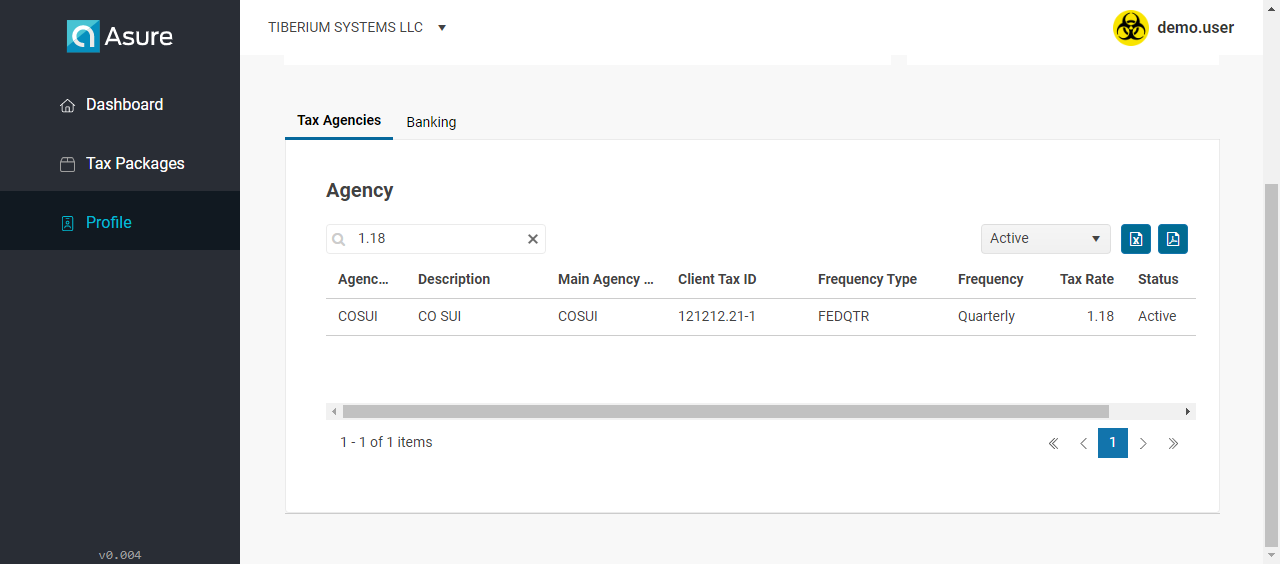 Asure
TIBERIUM SYSTEMS LLC
demo.user
Dashboard
Tax Packages
Profile
Tax Agencies
Banking
Agency
1.18
Active
Agenc... Description Main Agency ... Client Tax ID Frequency Type Frequency Tax Rate Status
COSUI CO SUI COSUI 121212.21-1 FEDQTR Quarterly 1.18 Active
1 - 1 of 1 items
1
v0.004